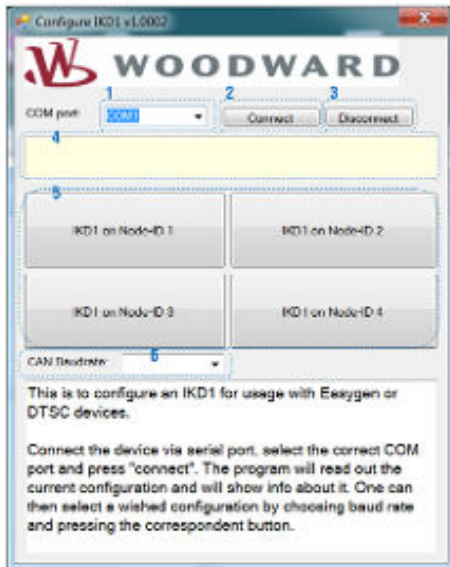 Configure IKD1 v1.0002
WOODWARD
1 2 3
COM port: COM1 Connect Disconnect
4
5
IKD1 on Node-ID 1 IKD1 on Node-ID 2
IKD1 on Node-ID 3 IKD1 on Node-ID 4
6
CAN Baudrate:
This is to configure an IKD1 for usage with Easygen or
DTSC devices.
Connect the device via serial port, select the correct COM
port and press "connect". The program will read out the
current configuration and will show info about it. One can
then select a wished configuration by choosing baud rate
and pressing the correspondent button.